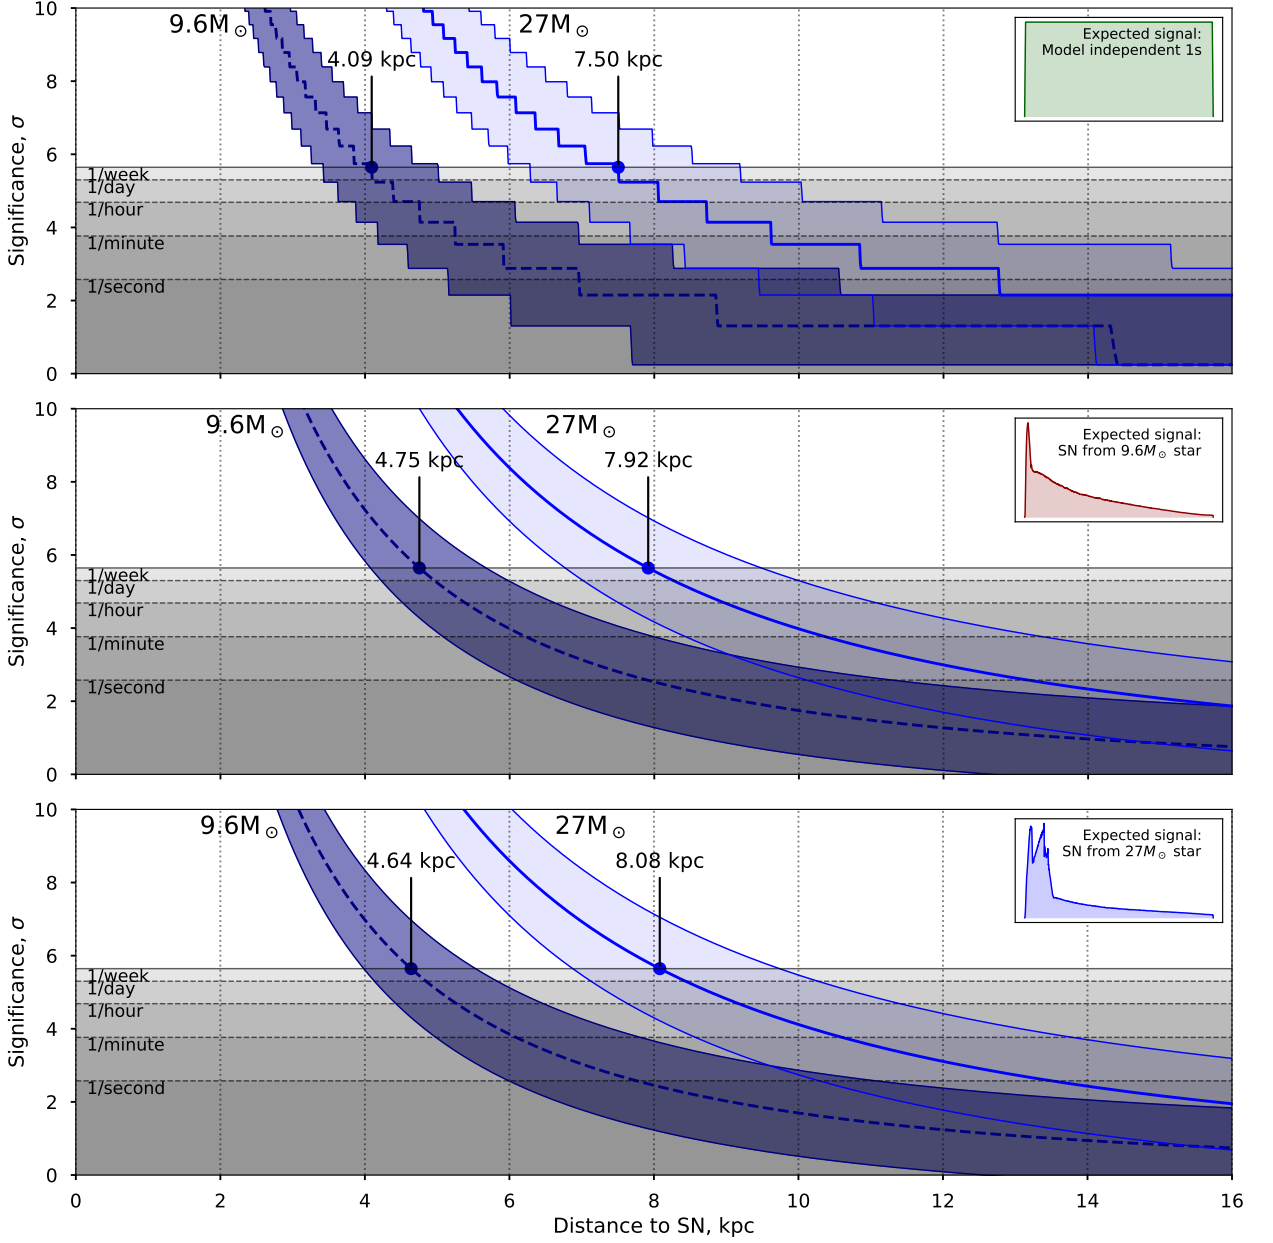 10
8
6
4
2
0
Significance, σ
9.6M⊙
27M⊙
4.09 kpc
7.50 kpc
Expected signal:
Model independent 1s
1/week
1/day
1/hour
1/minute
1/second
10
8
6
4
2
0
Significance, σ
9.6M⊙
27M⊙
4.75 kpc
7.92 kpc
Expected signal:
SN from 9.6M⊙ star
1/week
1/day
1/hour
1/minute
1/second
10
8
6
4
2
0
Significance, σ
9.6M⊙
27M⊙
4.64 kpc
8.08 kpc
Expected signal:
SN from 27M⊙ star
1/week
1/day
1/hour
1/minute
1/second
0 2 4 6 8 10 12 14 16
Distance to SN, kpc